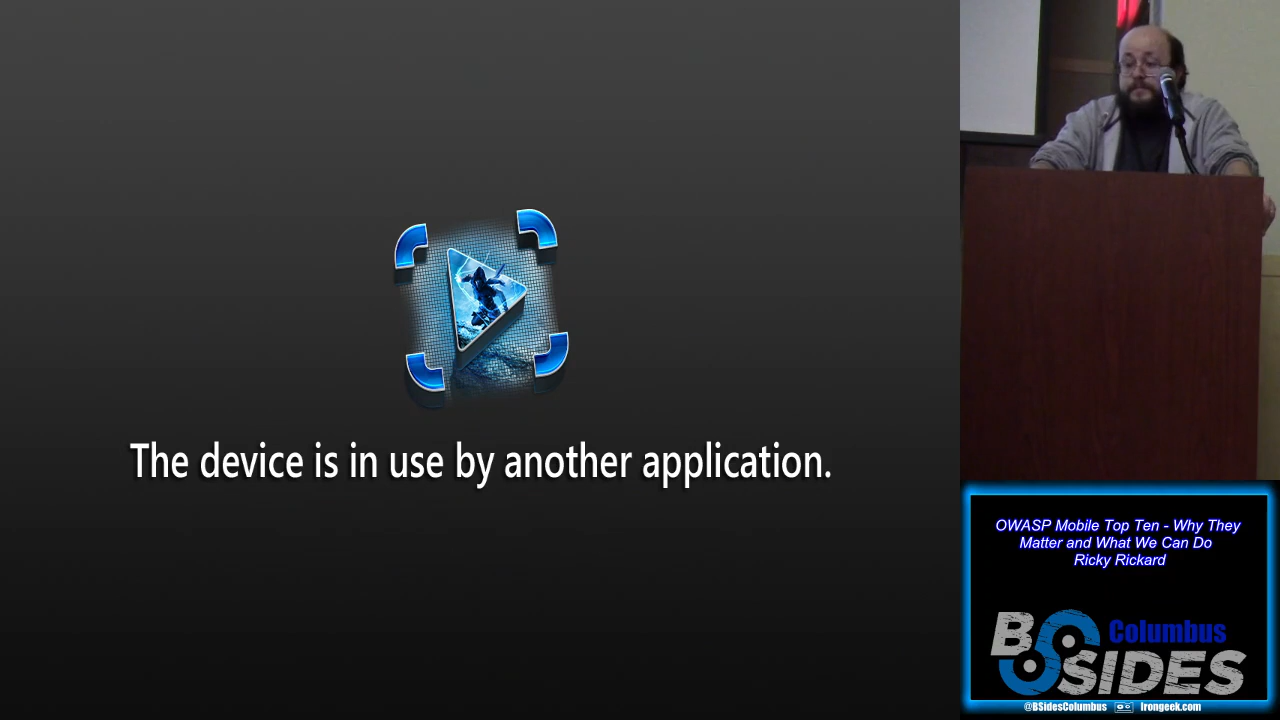 The device is in use by another application.
OWASP Mobile Top Ten - Why They
Matter and What We Can Do
Ricky Rickard
BSIDES
Columbus
@BSidesColumbus Irongeek.com